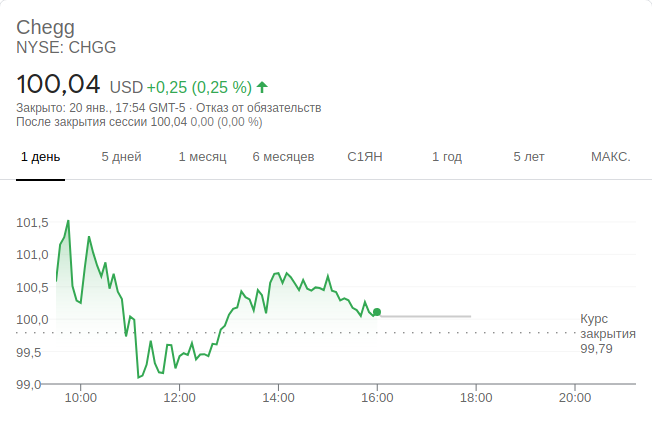 Chegg
NYSE: CHGG
100,04 USD +0,25 (0,25 %)
Закрыто: 20 янв., 17:54 GMT-5 · Отказ от обязательств
После закрытия сессии 100,04 0,00 (0,00 %)
1 день 5 дней 1 месяц 6 месяцев С1ЯН 1 год 5 лет МАКС.
101,5
101,0
100,5
100,0
99,5
99,0
Курс
закрытия
99,79
10:00 12:00 14:00 16:00 18:00 20:00